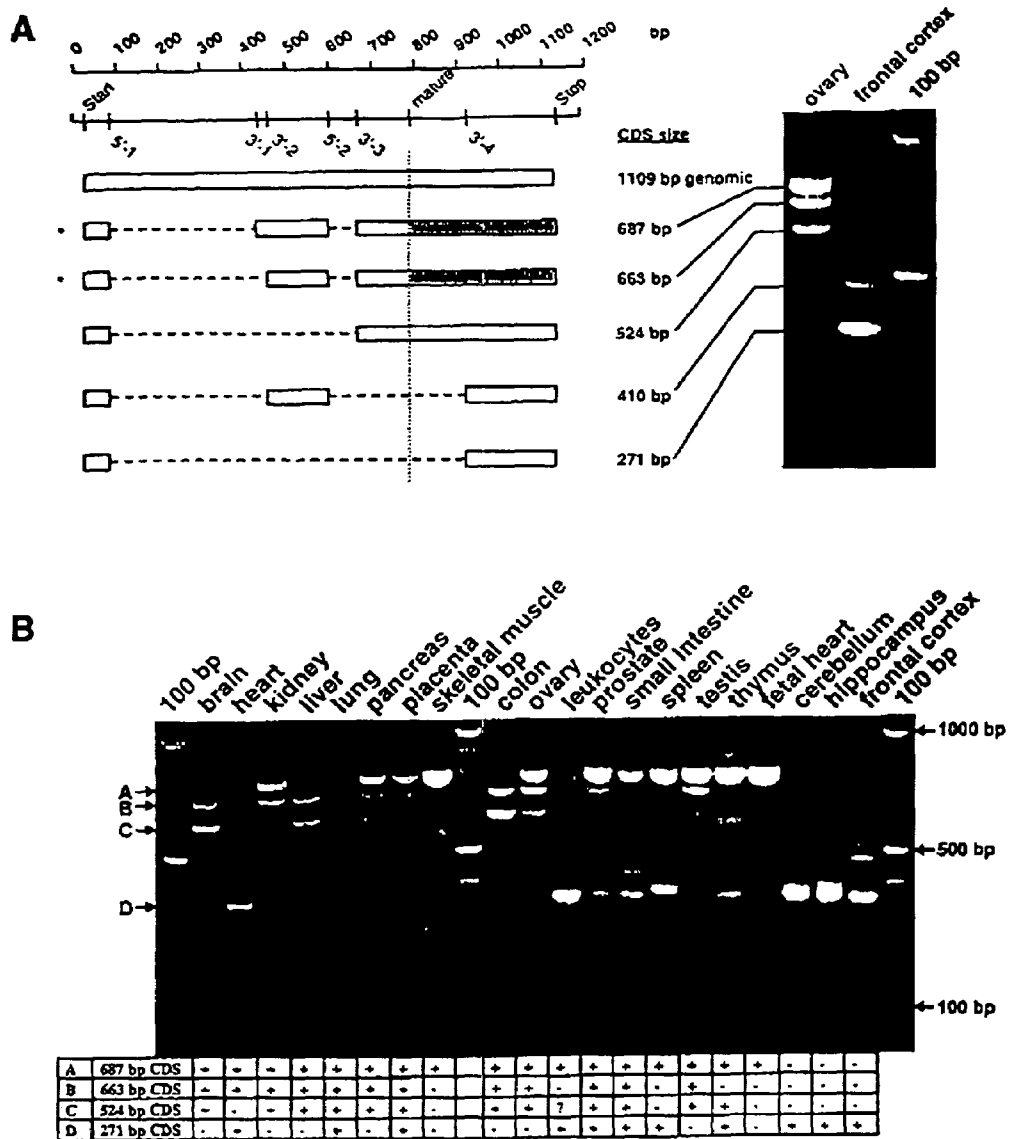 A
0 100 200 300 400 500 600 700 800 900 1000 1100 1200 bp
Start mature Stop
5'-1 3'-1 3'-2 5'-2 3'-3 3'-4
CDS size
1109 bp genomic
687 bp
663 bp
524 bp
410 bp
271 bp
ovary frontal cortex 100 bp
B
100 bp brain heart kidney liver lung pancreas placenta skeletal muscle 100 bp colon ovary leukocytes prostate small intestine spleen testis thymus fetal heart cerebellum hippocampus frontal cortex 100 bp
A
B
C
D
1000 bp
500 bp
100 bp
A 687 bp CDS
B 663 bp CDS
C 524 bp CDS ?
D 271 bp CDS